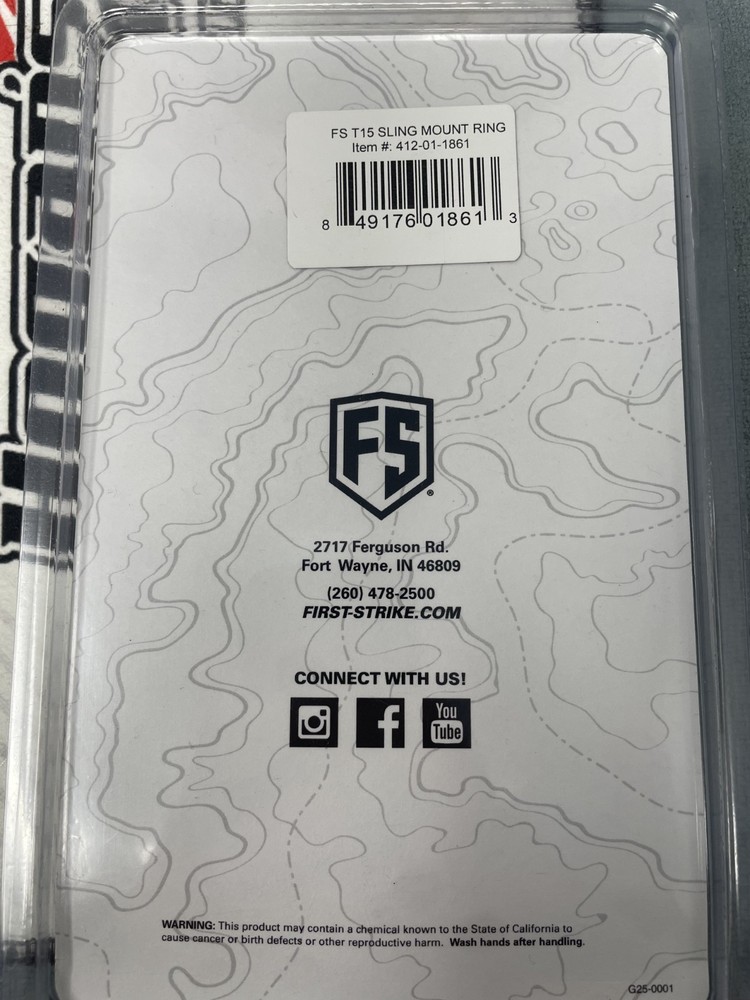 FS T15 SLING MOUNT RING
Item #: 412-01-1861
8 49176 01861 3
FS®
2717 Ferguson Rd.
Fort Wayne, IN 46809
(260) 478-2500
FIRST-STRIKE.COM
CONNECT WITH US!
f
You
Tube
WARNING: This product may contain a chemical known to the State of California to
cause cancer or birth defects or other reproductive harm. Wash hands after handling.
G25-0001